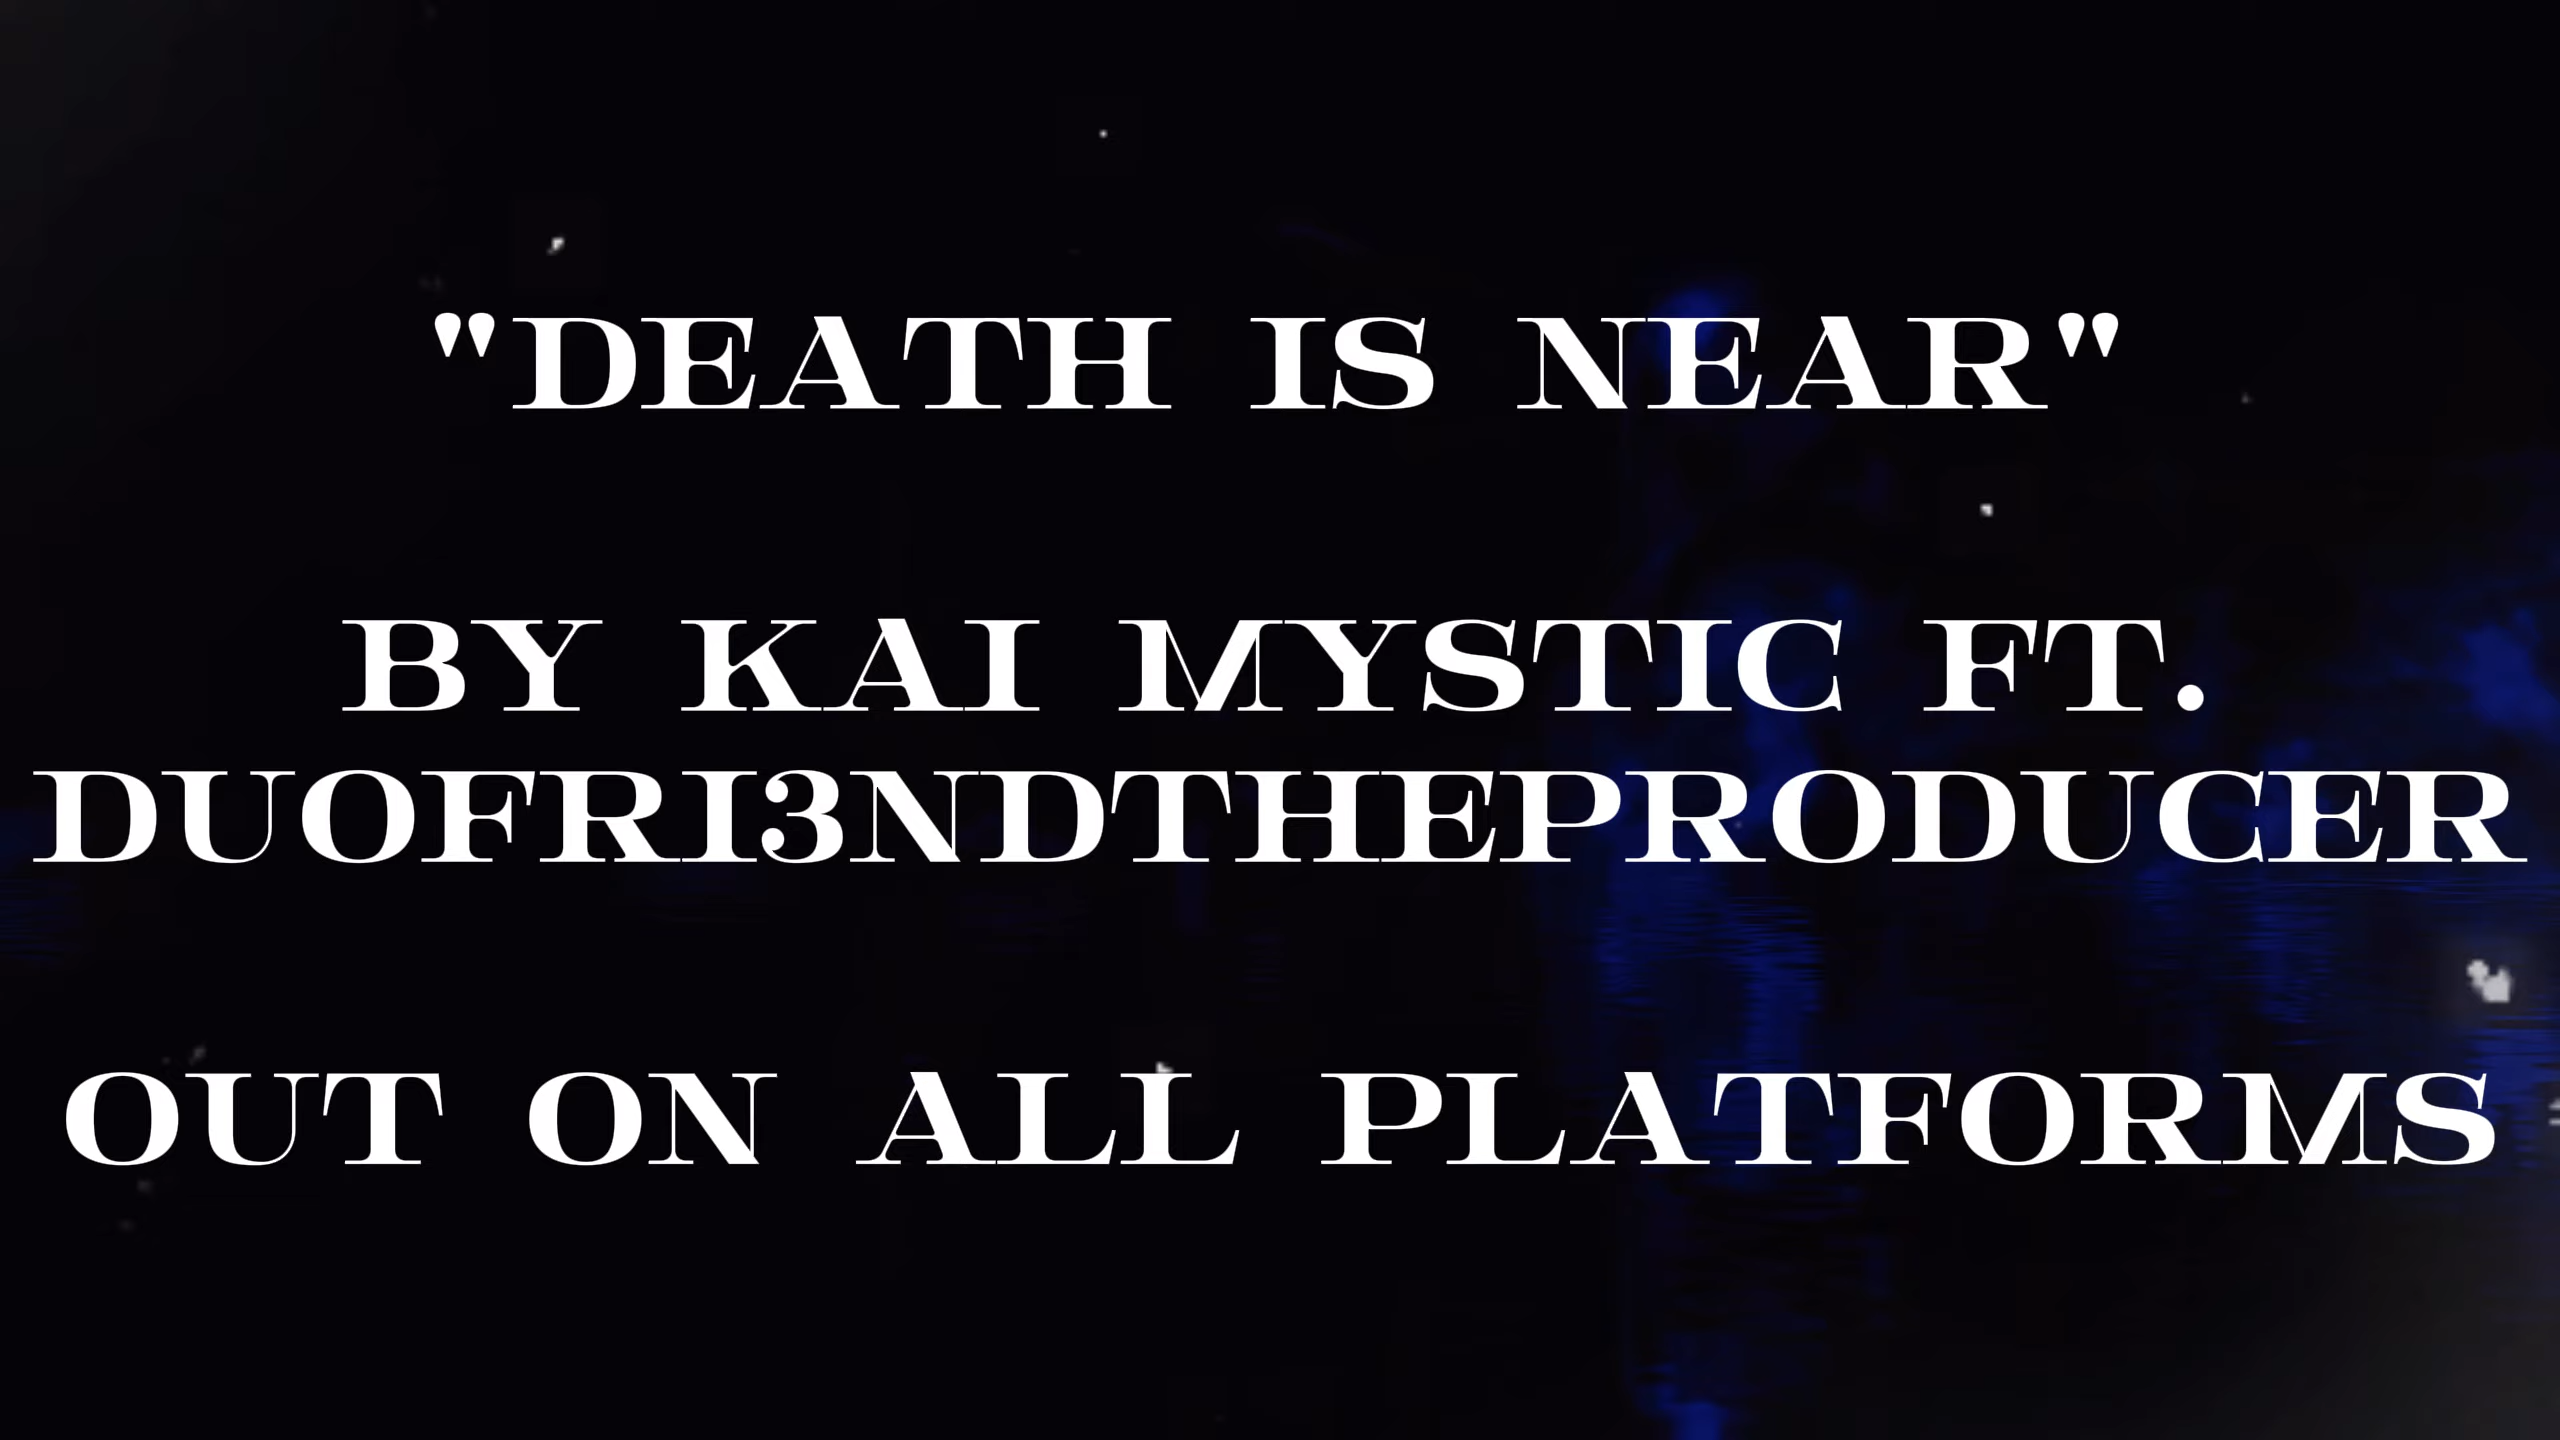 "DEATH IS NEAR"
BY KAI MYSTIC FT.
DUOFRI3NDTHEPRODUCER
OUT ON ALL PLATFORMS